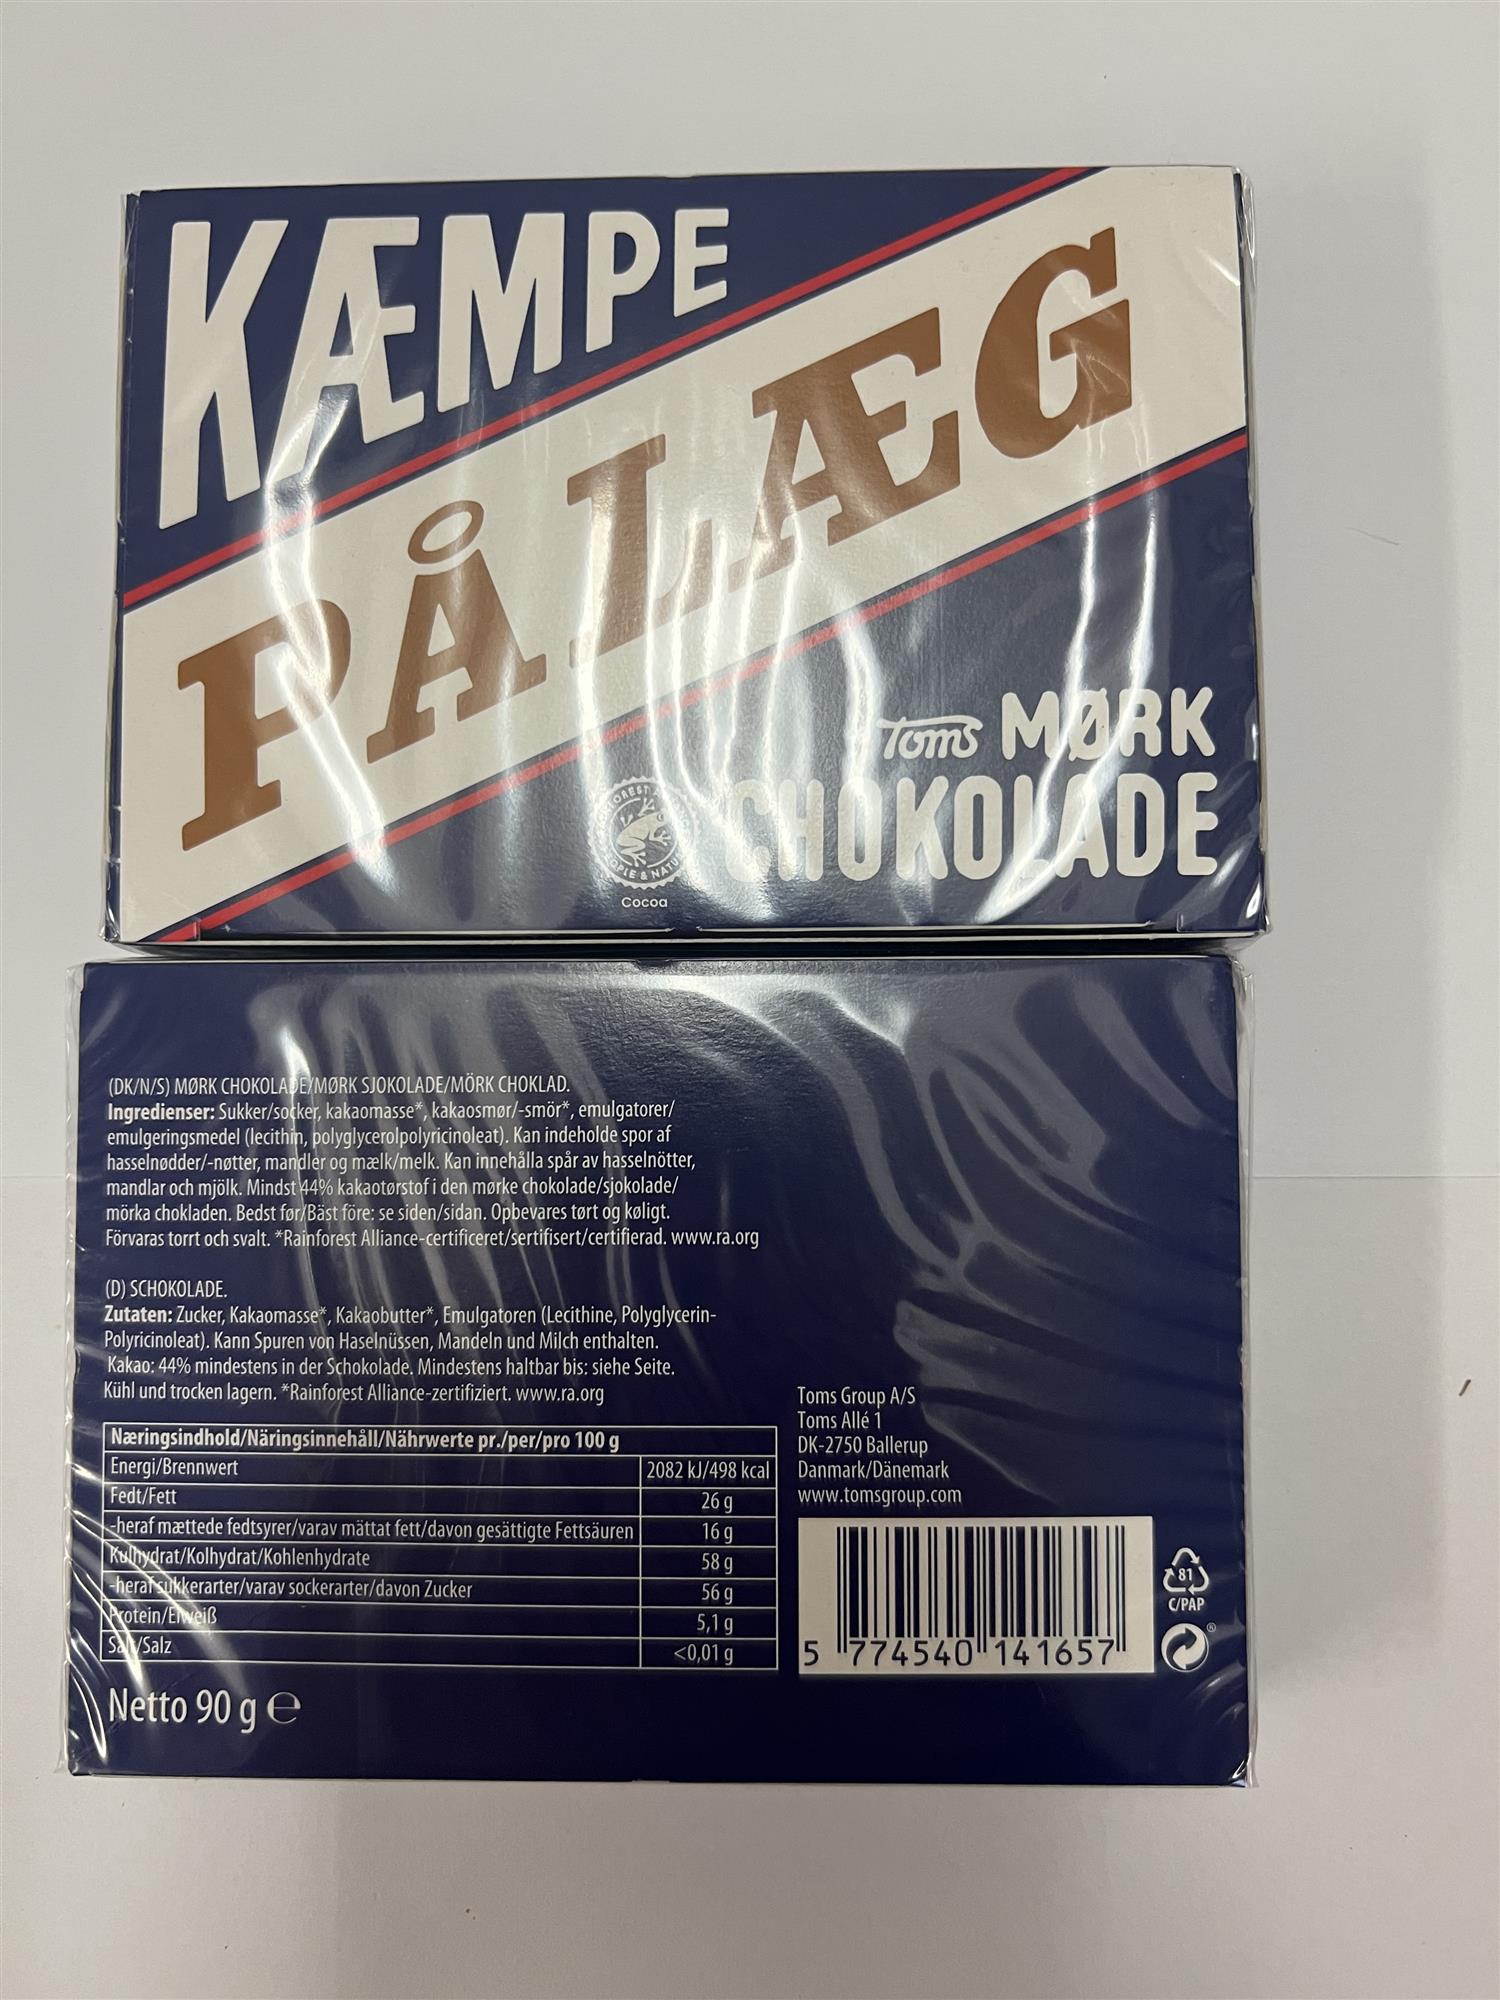 KÆMPE
PÅLÆG
Toms MØRK
CHOKOLADE
Cocoa
(DK/N/S) MØRK CHOKOLADE/MØRK SJOKOLADE/MÖRK CHOKLAD.
Ingredienser: Sukker/socker, kakaomasse*, kakaosmør/-smör*, emulgatorer/
emulgeringsmedel (lecithin, polyglycerolpolyricinoleat). Kan indeholde spor af
hasselnødder/-nøtter, mandler og mælk/melk. Kan innehålla spår av hasselnötter,
mandlar och mjölk. Mindst 44% kakaotørstof i den mørke chokolade/sjokolade/
mörka chokladen. Bedst før/Bäst före: se siden/sidan. Opbevares tørt og køligt.
Förvaras torrt och svalt. *Rainforest Alliance-certificeret/sertifisert/certifierad. www.ra.org
(D) SCHOKOLADE.
Zutaten: Zucker, Kakaomasse*, Kakaobutter*, Emulgatoren (Lecithine, Polyglycerin-
Polyricinoleat). Kann Spuren von Haselnüssen, Mandeln und Milch enthalten.
Kakao: 44% mindestens in der Schokolade. Mindestens haltbar bis: siehe Seite.
Kühl und trocken lagern. *Rainforest Alliance-zertifiziert. www.ra.org
Næringsindhold/Näringsinnehåll/Nährwerte pr./per/pro 100 g
Energi/Brennwert 2082 kJ/498 kcal
Fedt/Fett 26 g
-heraf mættede fedtsyrer/varav mättat fett/davon gesättigte Fettsäuren 16 g
Kulhydrat/Kolhydrat/Kohlenhydrate 58 g
-heraf sukkerarter/varav sockerarter/davon Zucker 56 g
Protein/Eiweiß 5,1 g
Salt/Salz <0,01 g
Netto 90 g ℮
Toms Group A/S
Toms Allé 1
DK-2750 Ballerup
Danmark/Dänemark
www.tomsgroup.com
5 774540 141657
81
C/PAP
®